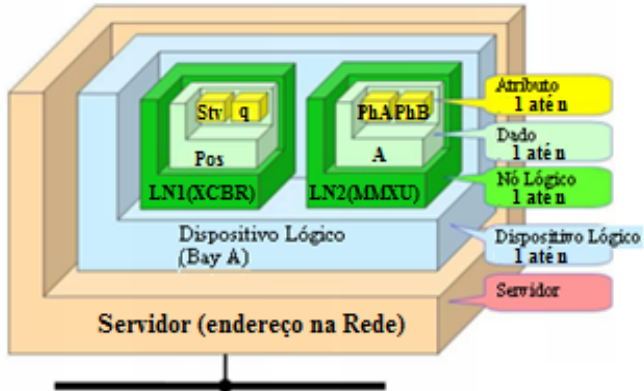 Stv q
Pos
LN1(XCBR)
PhA PhB
A
LN2(MMXU)
Dispositivo Lógico
(Bay A)
Servidor (endereço na Rede)
Atributo
1 até n
Dado
1 até n
Nó Lógico
1 até n
Dispositivo Lógico
1 até n
Servidor